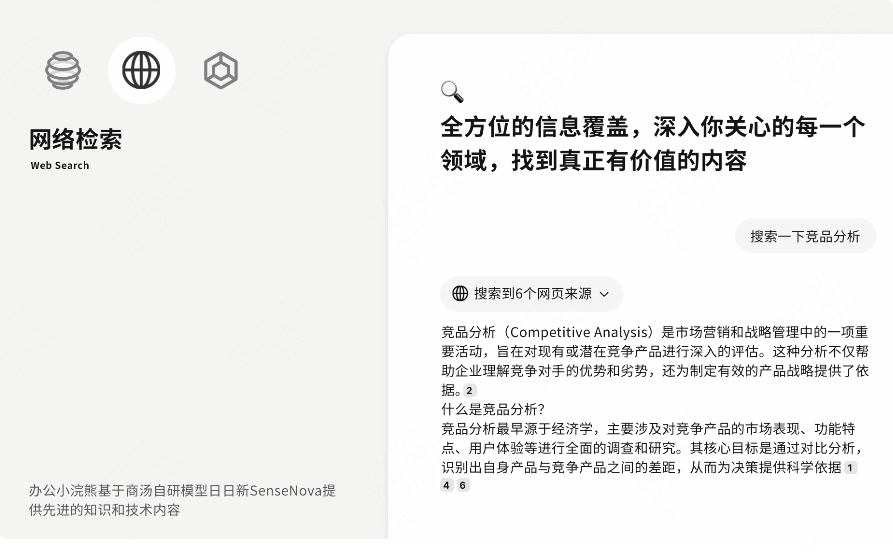 网络检索
Web Search
办公小浣熊基于商汤自研模型日日新SenseNova提
供先进的知识和技术内容
全方位的信息覆盖，深入你关心的每一个
领域，找到真正有价值的内容
搜索一下竞品分析
搜索到6个网页来源
竞品分析（Competitive Analysis）是市场营销和战略管理中的一项重
要活动，旨在对现有或潜在竞争产品进行深入的评估。这种分析不仅帮
助企业理解竞争对手的优势和劣势，还为制定有效的产品战略提供了依
据。2
什么是竞品分析？
竞品分析最早源于经济学，主要涉及对竞争产品的市场表现、功能特
点、用户体验等进行全面的调查和研究。其核心目标是通过对比分析，
识别出自身产品与竞争产品之间的差距，从而为决策提供科学依据 1
4 6